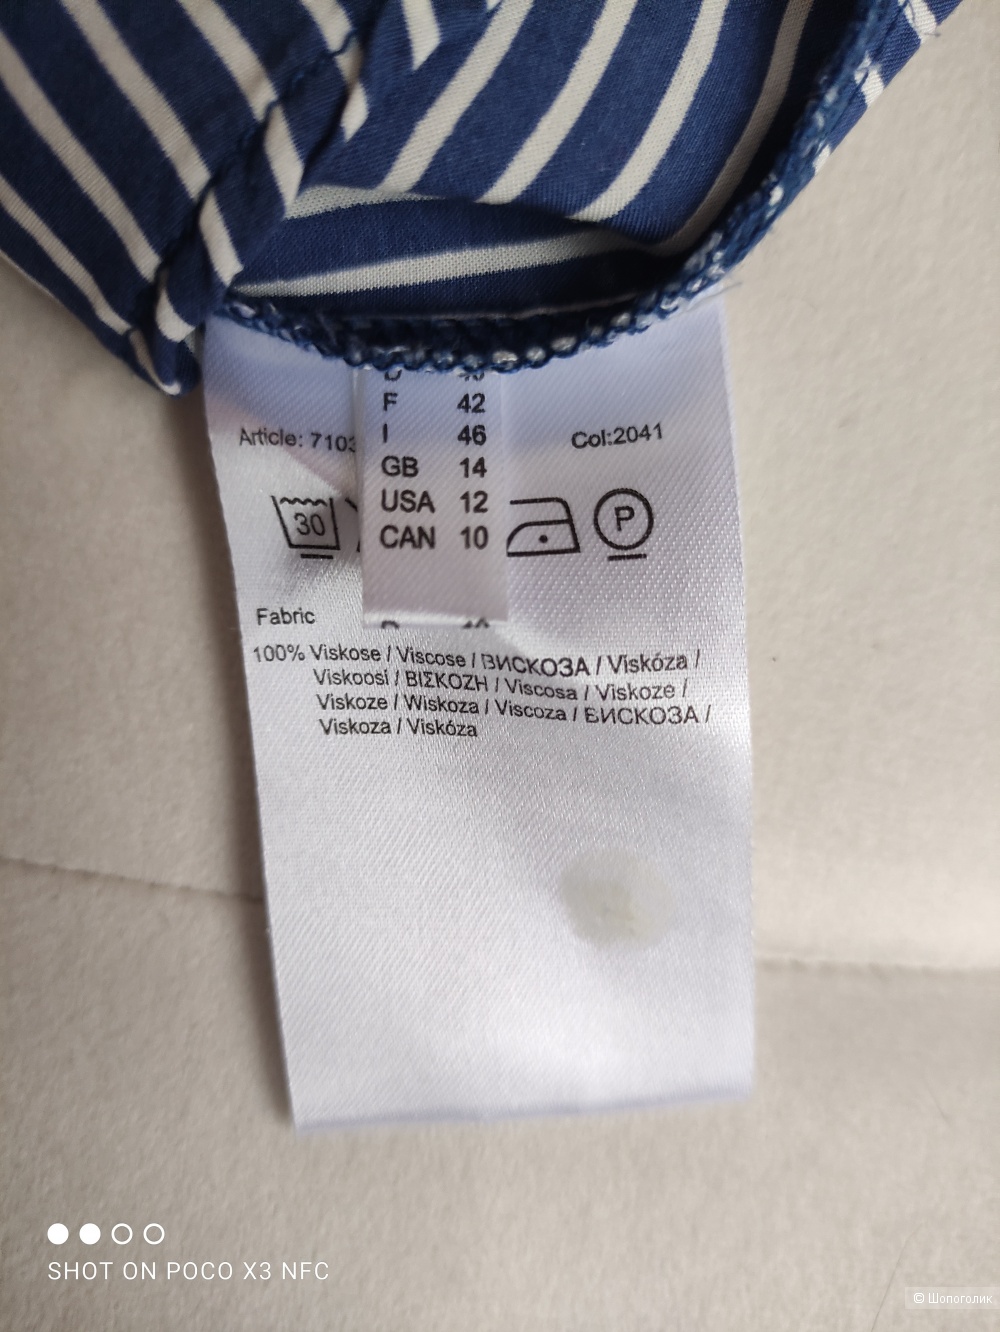 F 42
I 46
GB 14
USA 12
CAN 10
Article: 7103
Col:2041
30
P
Fabric
100% Viskose / Viscose / ВИСКОЗА / Viskóza /
Viskoosi / ΒΙΣΚΟΖΗ / Viscosa / Viskoze /
Viskoze / Wiskoza / Viscoza / БИСКОЗА /
Viskoza / Viskóza
SHOT ON POCO X3 NFC
© Шопоголик